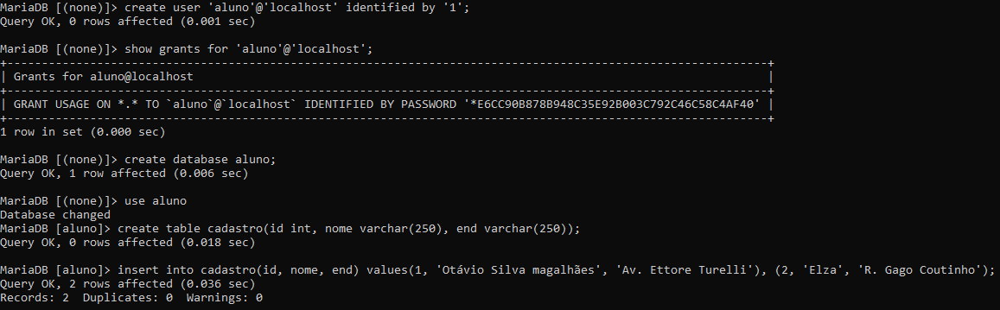 MariaDB [(none)]> create user 'aluno'@'localhost' identified by '1';
Query OK, 0 rows affected (0.001 sec)
MariaDB [(none)]> show grants for 'aluno'@'localhost';
+--------------------------------------------------------------------------------------------------------------+
| Grants for aluno@localhost                                                                                   |
+--------------------------------------------------------------------------------------------------------------+
| GRANT USAGE ON *.* TO `aluno`@`localhost` IDENTIFIED BY PASSWORD '*E6CC90B878B948C35E92B003C792C46C58C4AF40' |
+--------------------------------------------------------------------------------------------------------------+
1 row in set (0.000 sec)
MariaDB [(none)]> create database aluno;
Query OK, 1 row affected (0.006 sec)
MariaDB [(none)]> use aluno
Database changed
MariaDB [aluno]> create table cadastro(id int, nome varchar(250), end varchar(250));
Query OK, 0 rows affected (0.018 sec)
MariaDB [aluno]> insert into cadastro(id, nome, end) values(1, 'Otávio Silva magalhães', 'Av. Ettore Turelli'), (2, 'Elza', 'R. Gago Coutinho');
Query OK, 2 rows affected (0.036 sec)
Records: 2  Duplicates: 0  Warnings: 0